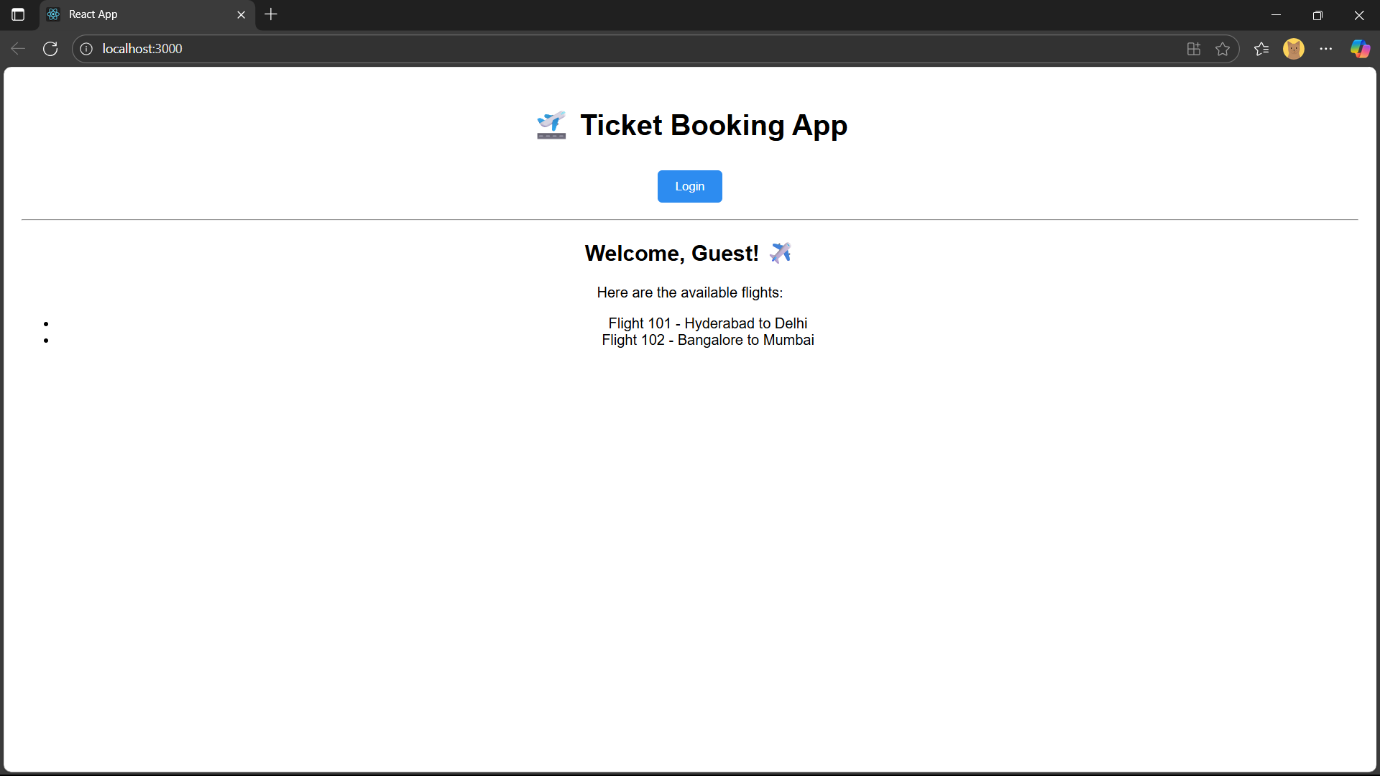 React App
localhost:3000
Ticket Booking App
Login
Welcome, Guest!
Here are the available flights:
Flight 101 - Hyderabad to Delhi
Flight 102 - Bangalore to Mumbai